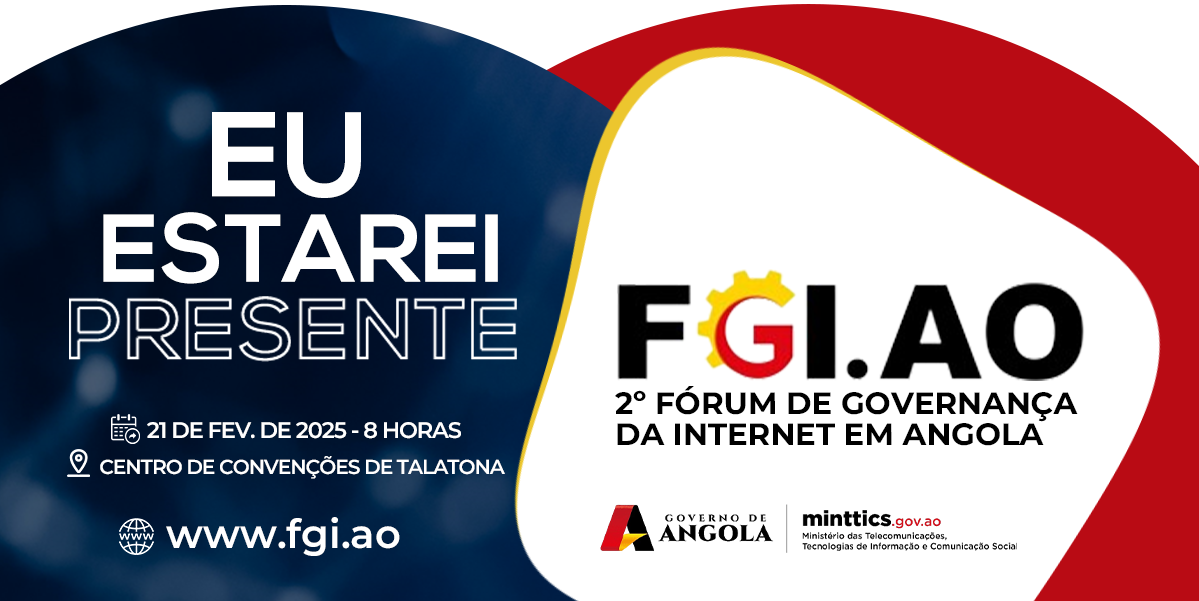 EU
ESTAREI
PRESENTE
21 DE FEV. DE 2025 - 8 HORAS
CENTRO DE CONVENÇÕES DE TALATONA
www
www.fgi.ao
FGI.AO
2º FÓRUM DE GOVERNANÇA
DA INTERNET EM ANGOLA
GOVERNO DE
ANGOLA
minttics.gov.ao
Ministério das Telecomunicações,
Tecnologias de Informação e Comunicação Social